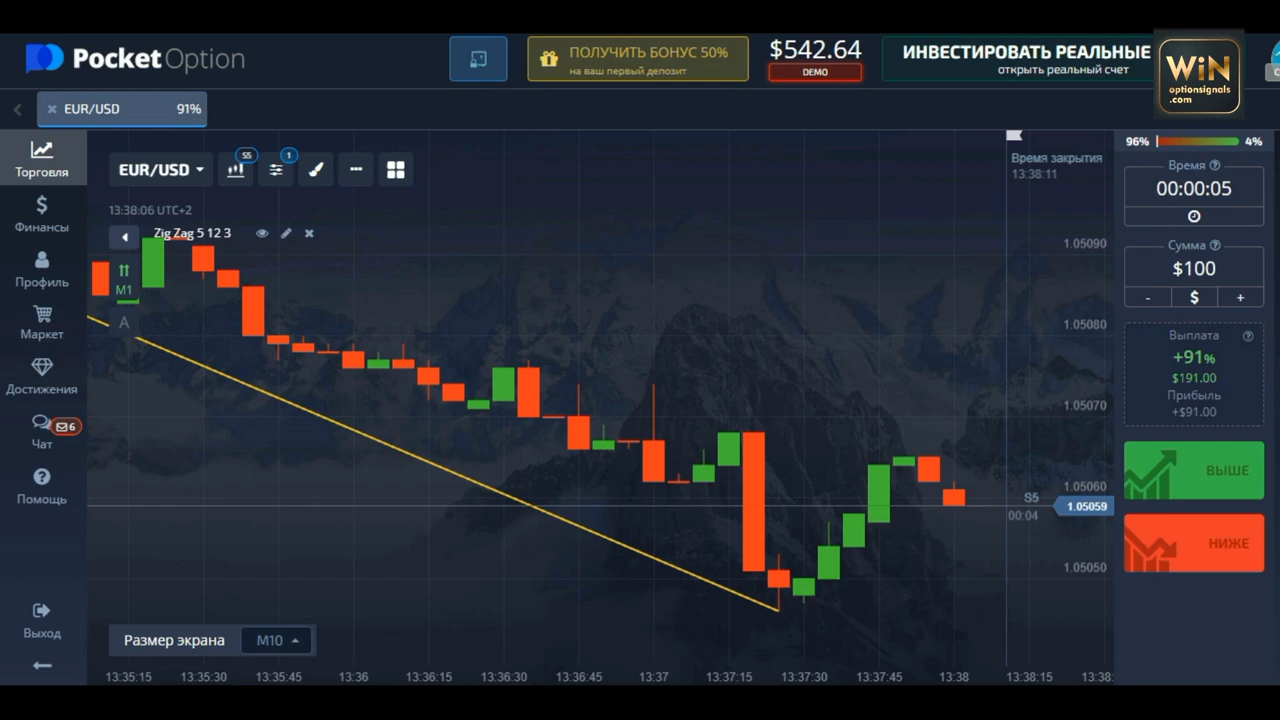 PocketOption
ПОЛУЧИТЬ БОНУС 50%
на ваш первый депозит
$542.64
DEMO
ИНВЕСТИРОВАТЬ РЕАЛЬНЫЕ
открыть реальный счет
WiN
optionsignals
.com
EUR/USD 91%
Торговля
Финансы
Профиль
Маркет
Достижения
6
Чат
Помощь
Выход
EUR/USD
S5
1
13:38:06 UTC+2
Zig Zag 5 12 3
M1
A
Время закрытия
13:38:11
1.05090
1.05080
1.05070
1.05060
1.05059
1.05050
S5
00:04
Размер экрана M10
13:35:15 13:35:30 13:35:45 13:36 13:36:15 13:36:30 13:36:45 13:37 13:37:15 13:37:30 13:37:45 13:38 13:38:15 13:38:
96% 4%
Время
00:00:05
Сумма
$100
- $ +
Выплата
+91%
$191.00
Прибыль
+$91.00
ВЫШЕ
НИЖЕ